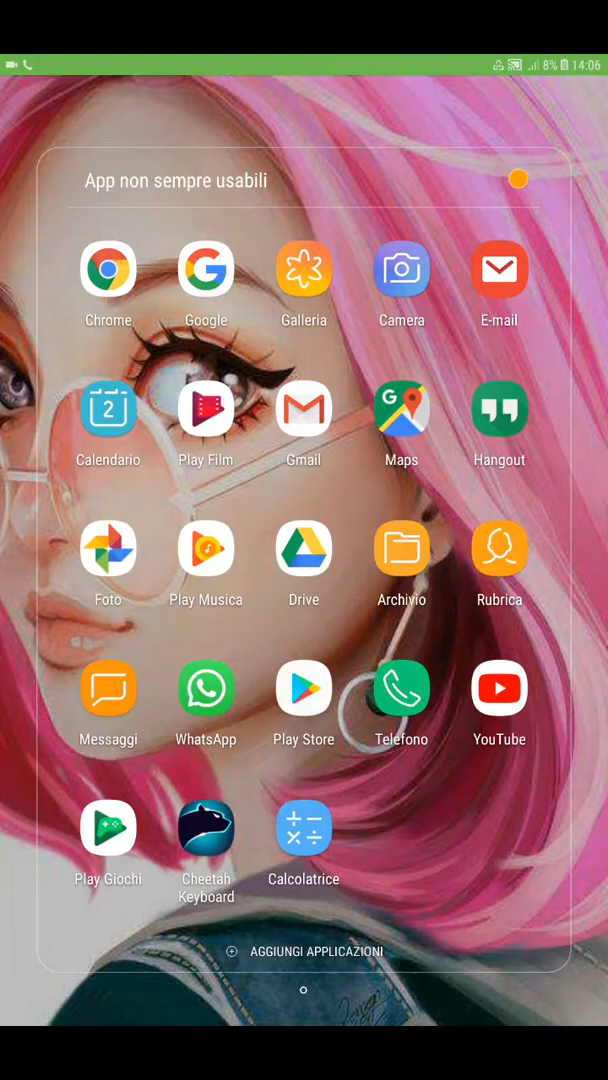 8% 14:06
App non sempre usabili
Chrome Google Galleria Camera E-mail
2 G
Calendario Play Film Gmail Maps Hangout
Foto Play Musica Drive Archivio Rubrica
Messaggi WhatsApp Play Store Telefono YouTube
Play Giochi Cheetah Calcolatrice
Keyboard
AGGIUNGI APPLICAZIONI